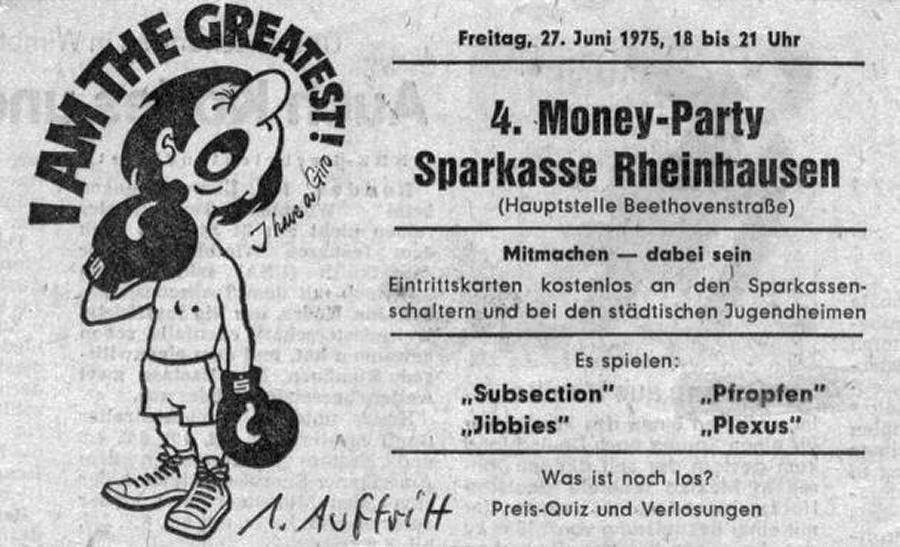 I AM THE GREATEST!
I have a Giro
1. Auftritt
Freitag, 27. Juni 1975, 18 bis 21 Uhr
4. Money-Party
Sparkasse Rheinhausen
(Hauptstelle Beethovenstraße)
Mitmachen — dabei sein
Eintrittskarten kostenlos an den Sparkassen-
schaltern und bei den städtischen Jugendheimen
Es spielen:
„Subsection” „Pfropfen”
„Jibbies” „Plexus”
Was ist noch los?
Preis-Quiz und Verlosungen